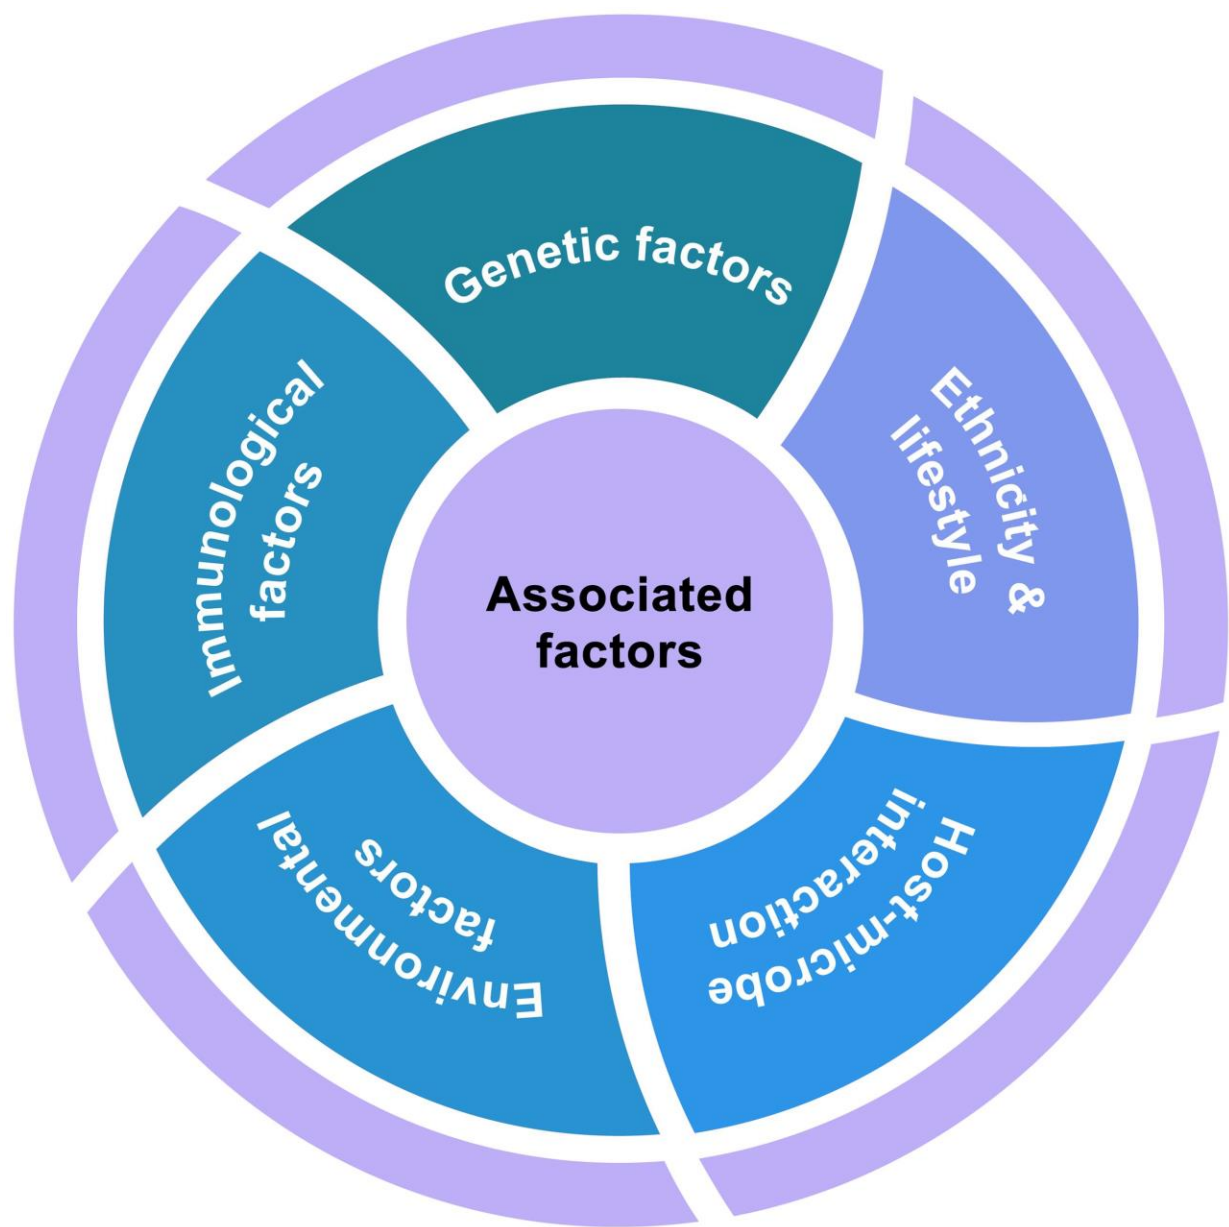 Genetic factors
Ethnicity &
lifestyle
Host-microbe
interaction
Environmental
factors
Immunological
factors
Associated
factors